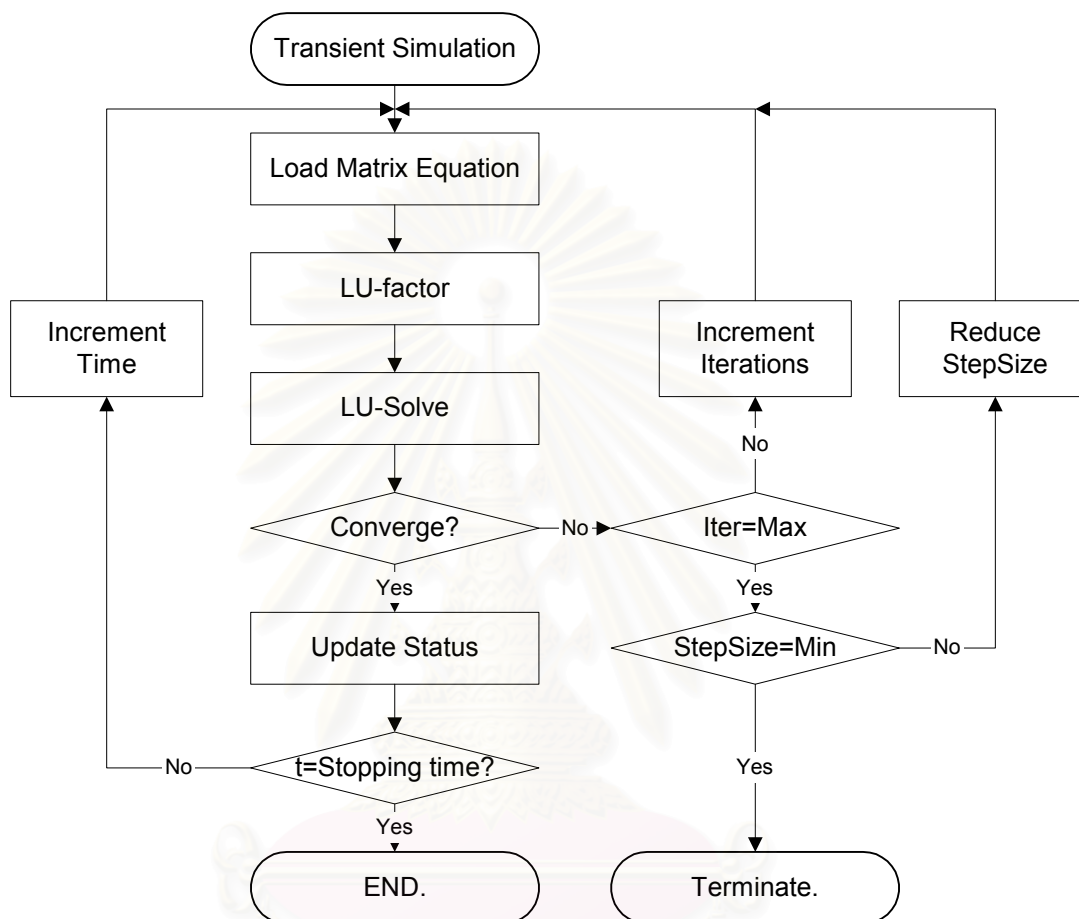 Transient Simulation
Load Matrix Equation
LU-factor
Increment
Time
Increment
Iterations
Reduce
StepSize
LU-Solve
No
Converge?
No
Iter=Max
Yes
Yes
Update Status
StepSize=Min
No
t=Stopping time?
No
Yes
Yes
END.
Terminate.